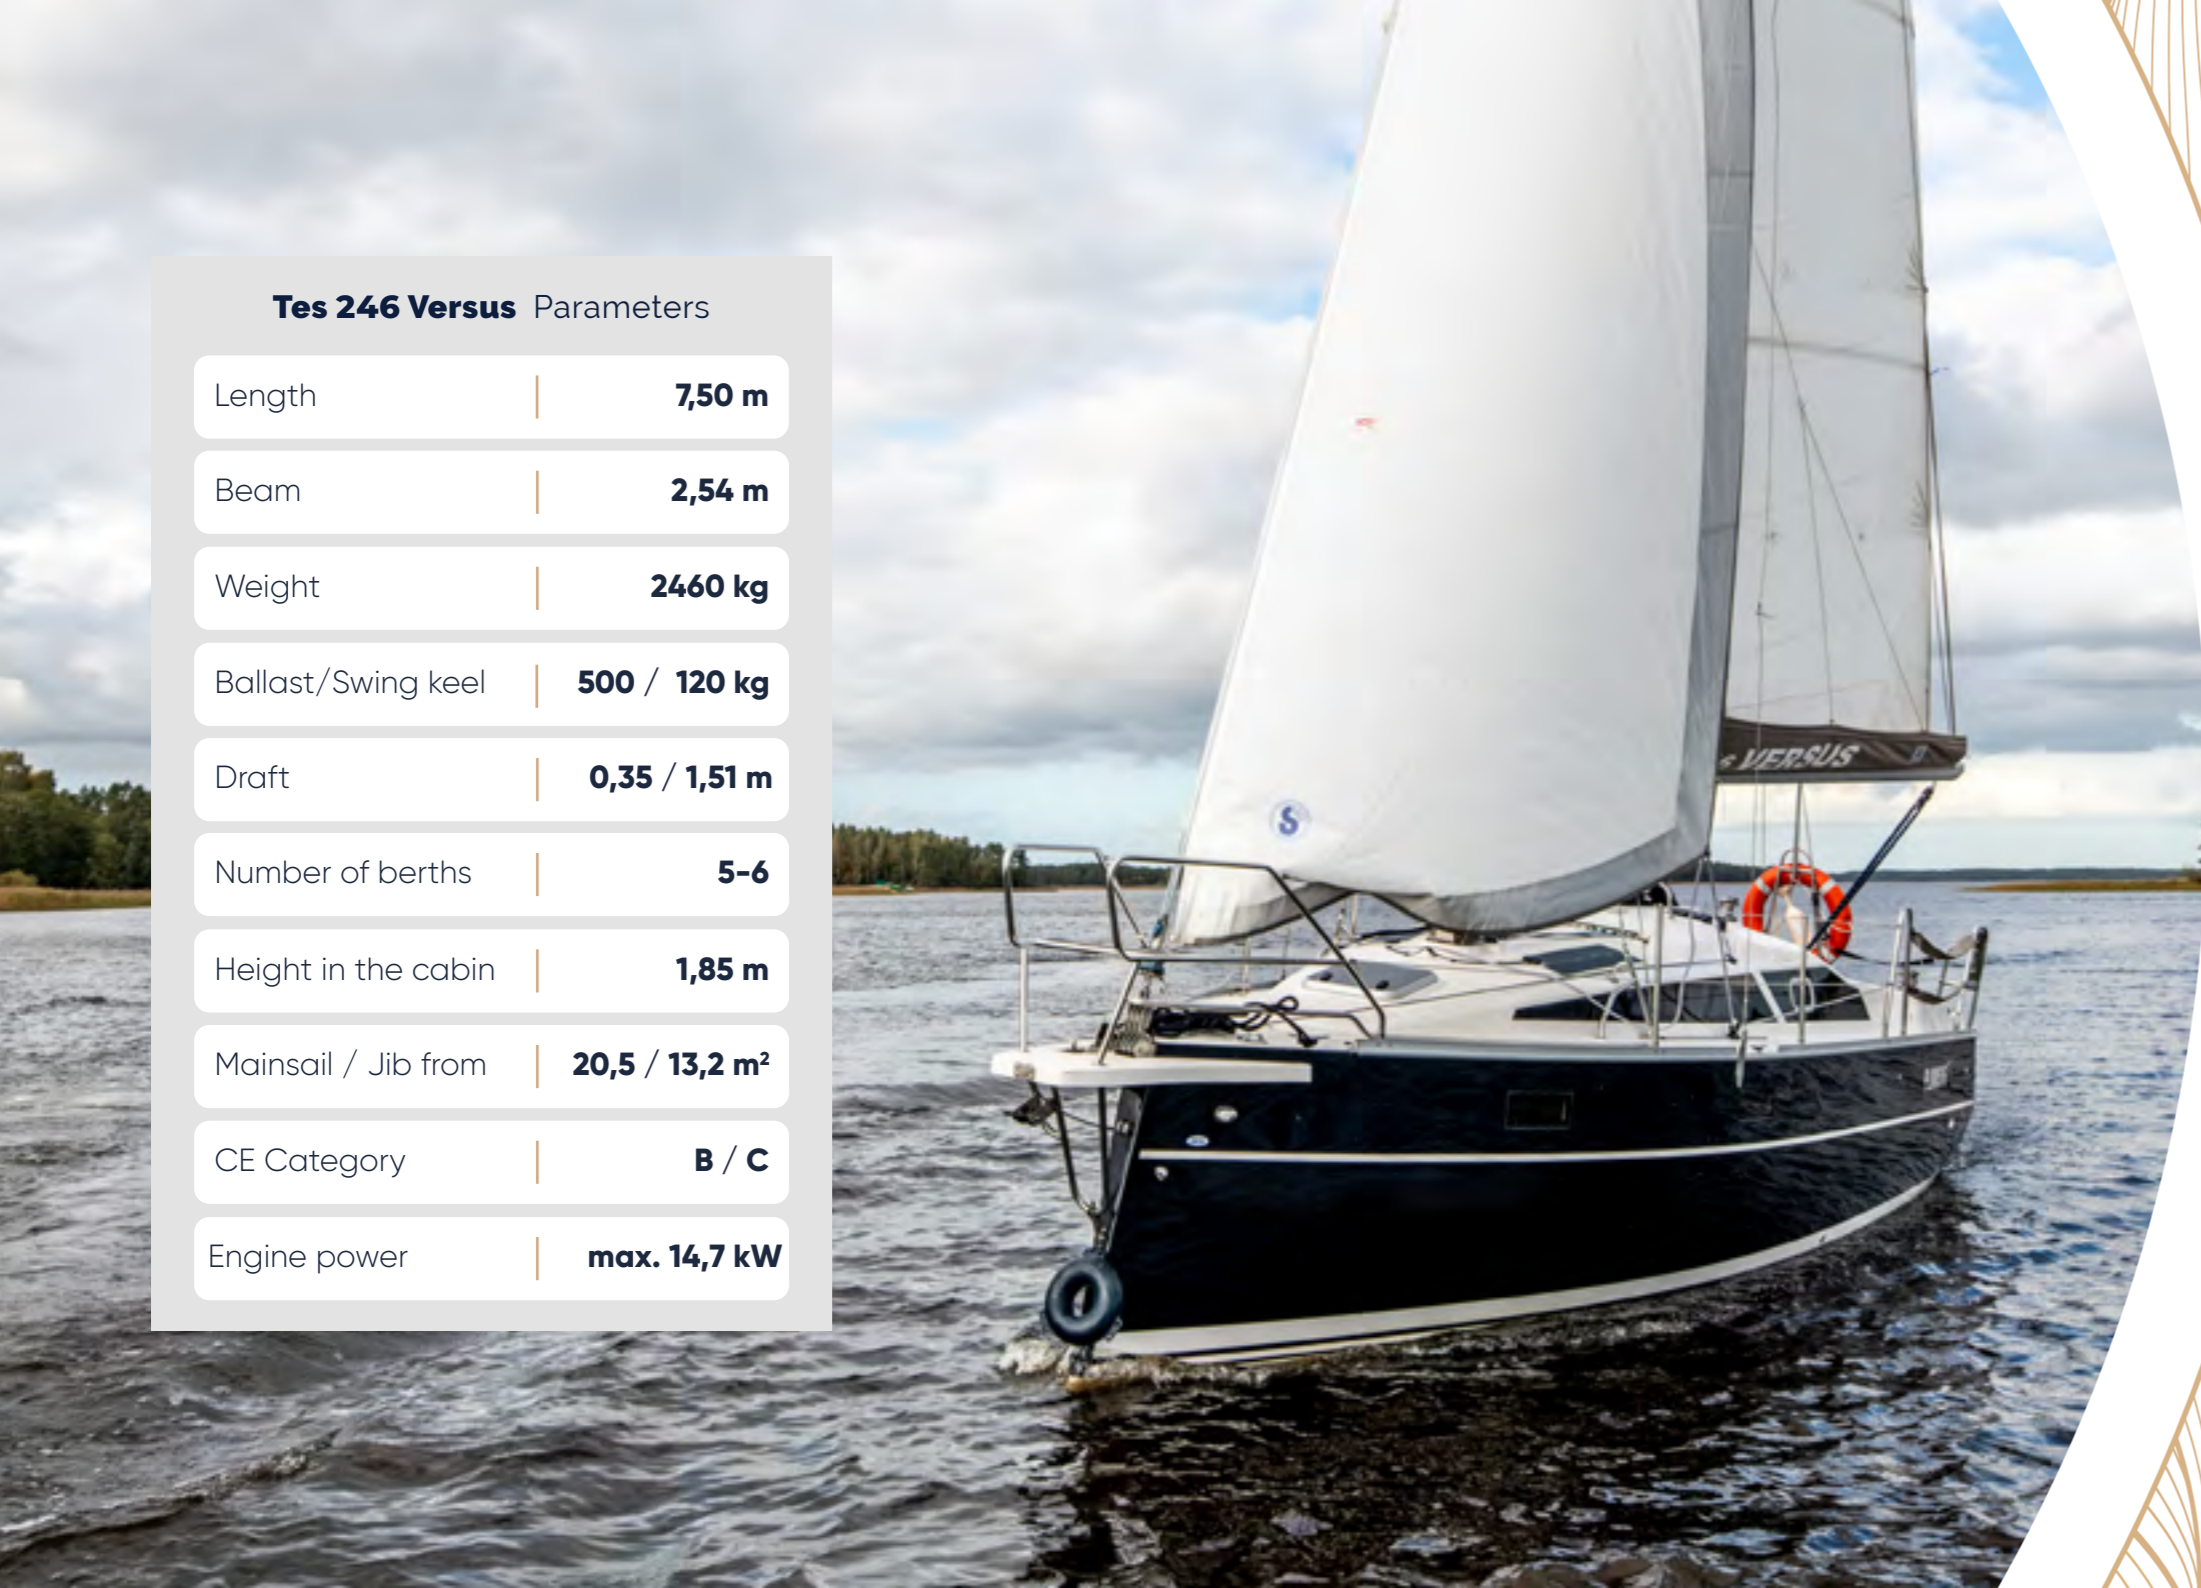 Tes 246 Versus Parameters
Length 7,50 m
Beam 2,54 m
Weight 2460 kg
Ballast/Swing keel 500 / 120 kg
Draft 0,35 / 1,51 m
Number of berths 5-6
Height in the cabin 1,85 m
Mainsail / Jib from 20,5 / 13,2 m²
CE Category B / C
Engine power max. 14,7 kW
S
VERSUS